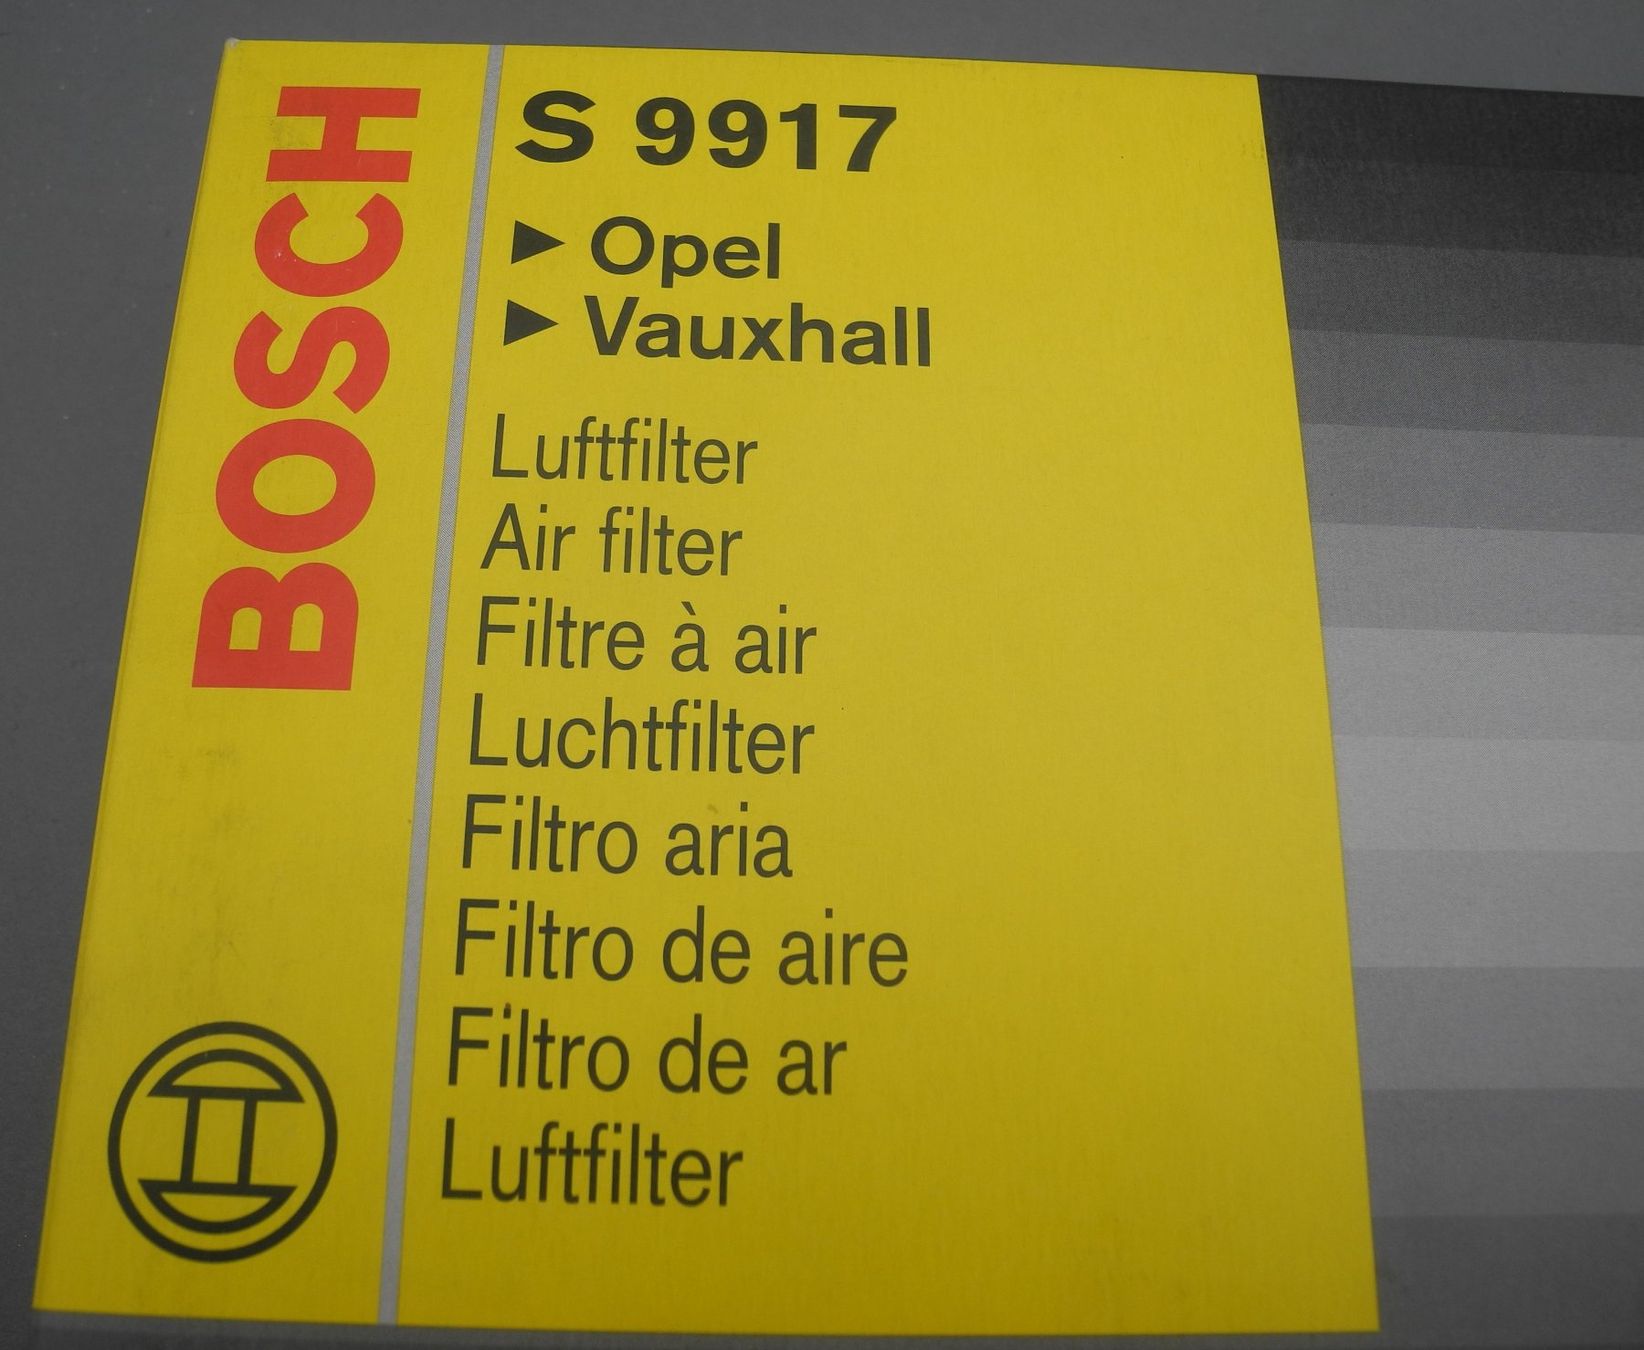 BOSCH
S 9917
► Opel
► Vauxhall
Luftfilter
Air filter
Filtre à air
Luchtfilter
Filtro aria
Filtro de aire
Filtro de ar
Luftfilter